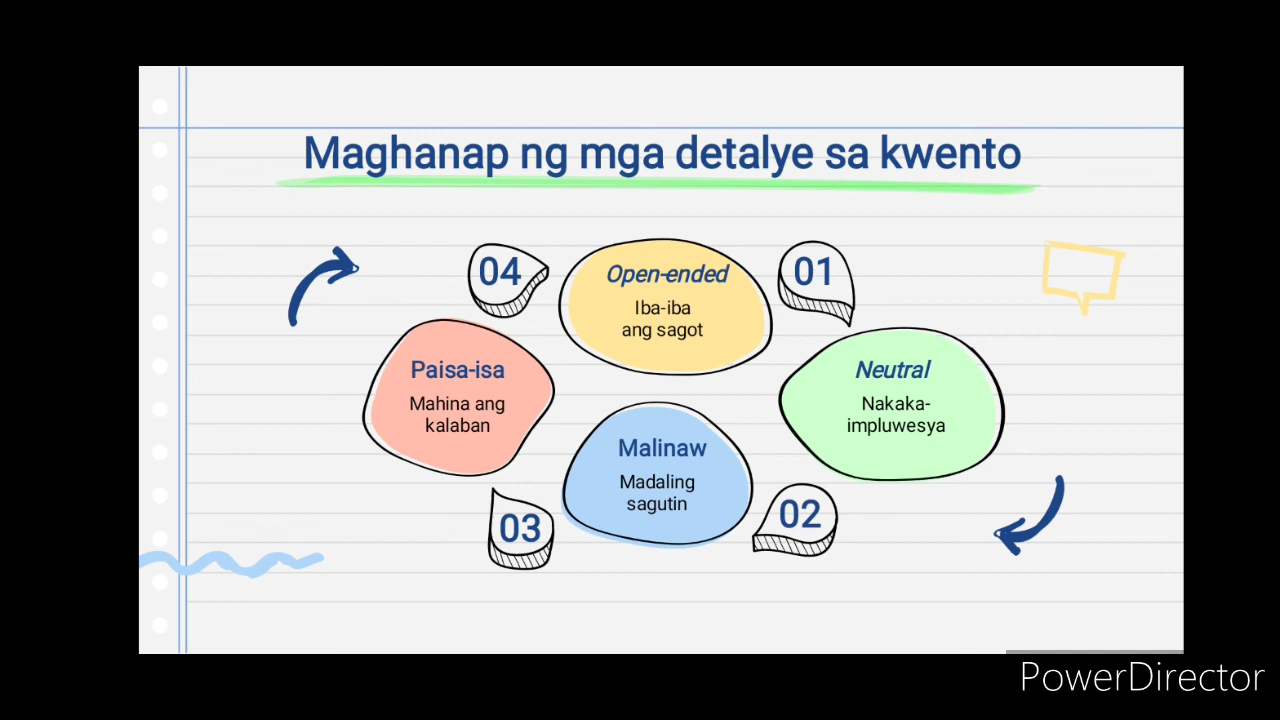 Maghanap ng mga detalye sa kwento
04
Open-ended
Iba-iba
ang sagot
01
Paisa-isa
Mahina ang
kalaban
Neutral
Nakaka-
impluwesya
Malinaw
Madaling
sagutin
03
02
PowerDirector